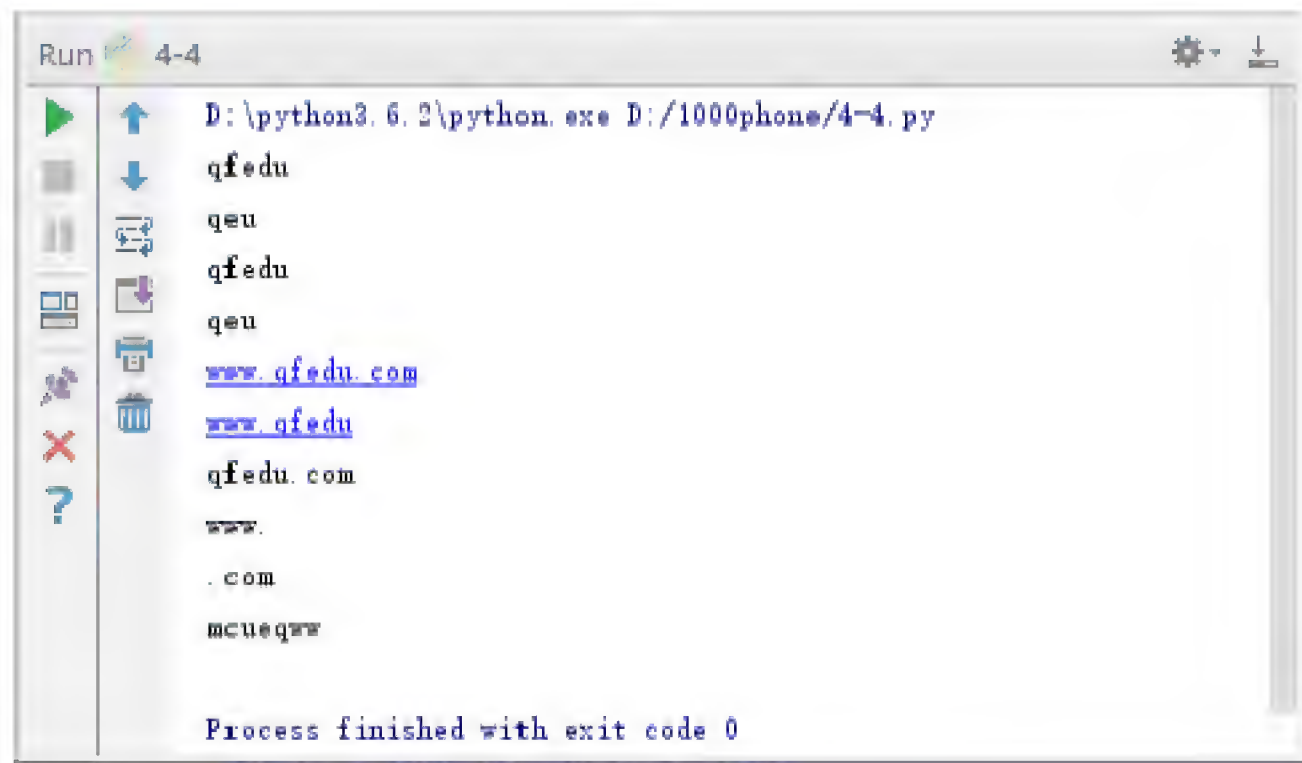 Run 4-4
D:\python3.6.2\python.exe D:/1000phone/4-4.py
qfedu
qeu
qfedu
qeu
www.qfedu.com
www.qfedu
qfedu.com
www.
.com
mcueqww
Process finished with exit code 0